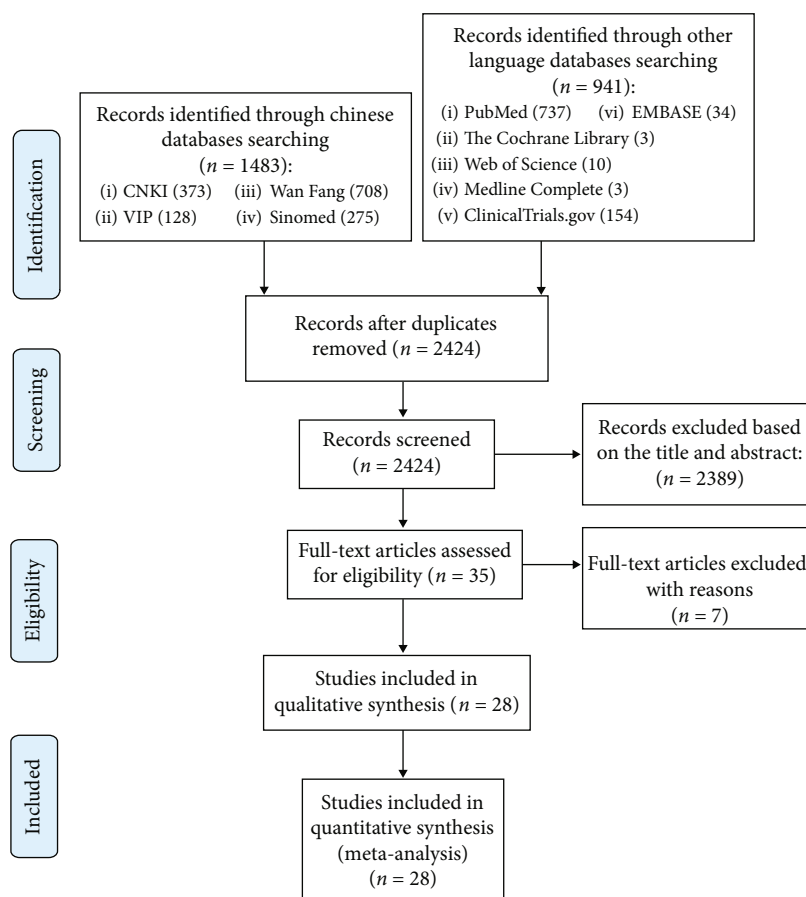 Identification
Screening
Eligibility
Included
Records identified through chinese
databases searching
(n = 1483):
(i) CNKI (373) (iii) Wan Fang (708)
(ii) VIP (128) (iv) Sinomed (275)
Records identified through other
language databases searching
(n = 941):
(i) PubMed (737) (vi) EMBASE (34)
(ii) The Cochrane Library (3)
(iii) Web of Science (10)
(iv) Medline Complete (3)
(v) ClinicalTrials.gov (154)
Records after duplicates
removed (n = 2424)
Records screened
(n = 2424)
Records excluded based
on the title and abstract:
(n = 2389)
Full-text articles assessed
for eligibility (n = 35)
Full-text articles excluded
with reasons
(n = 7)
Studies included in
qualitative synthesis (n = 28)
Studies included in
quantitative synthesis
(meta-analysis)
(n = 28)